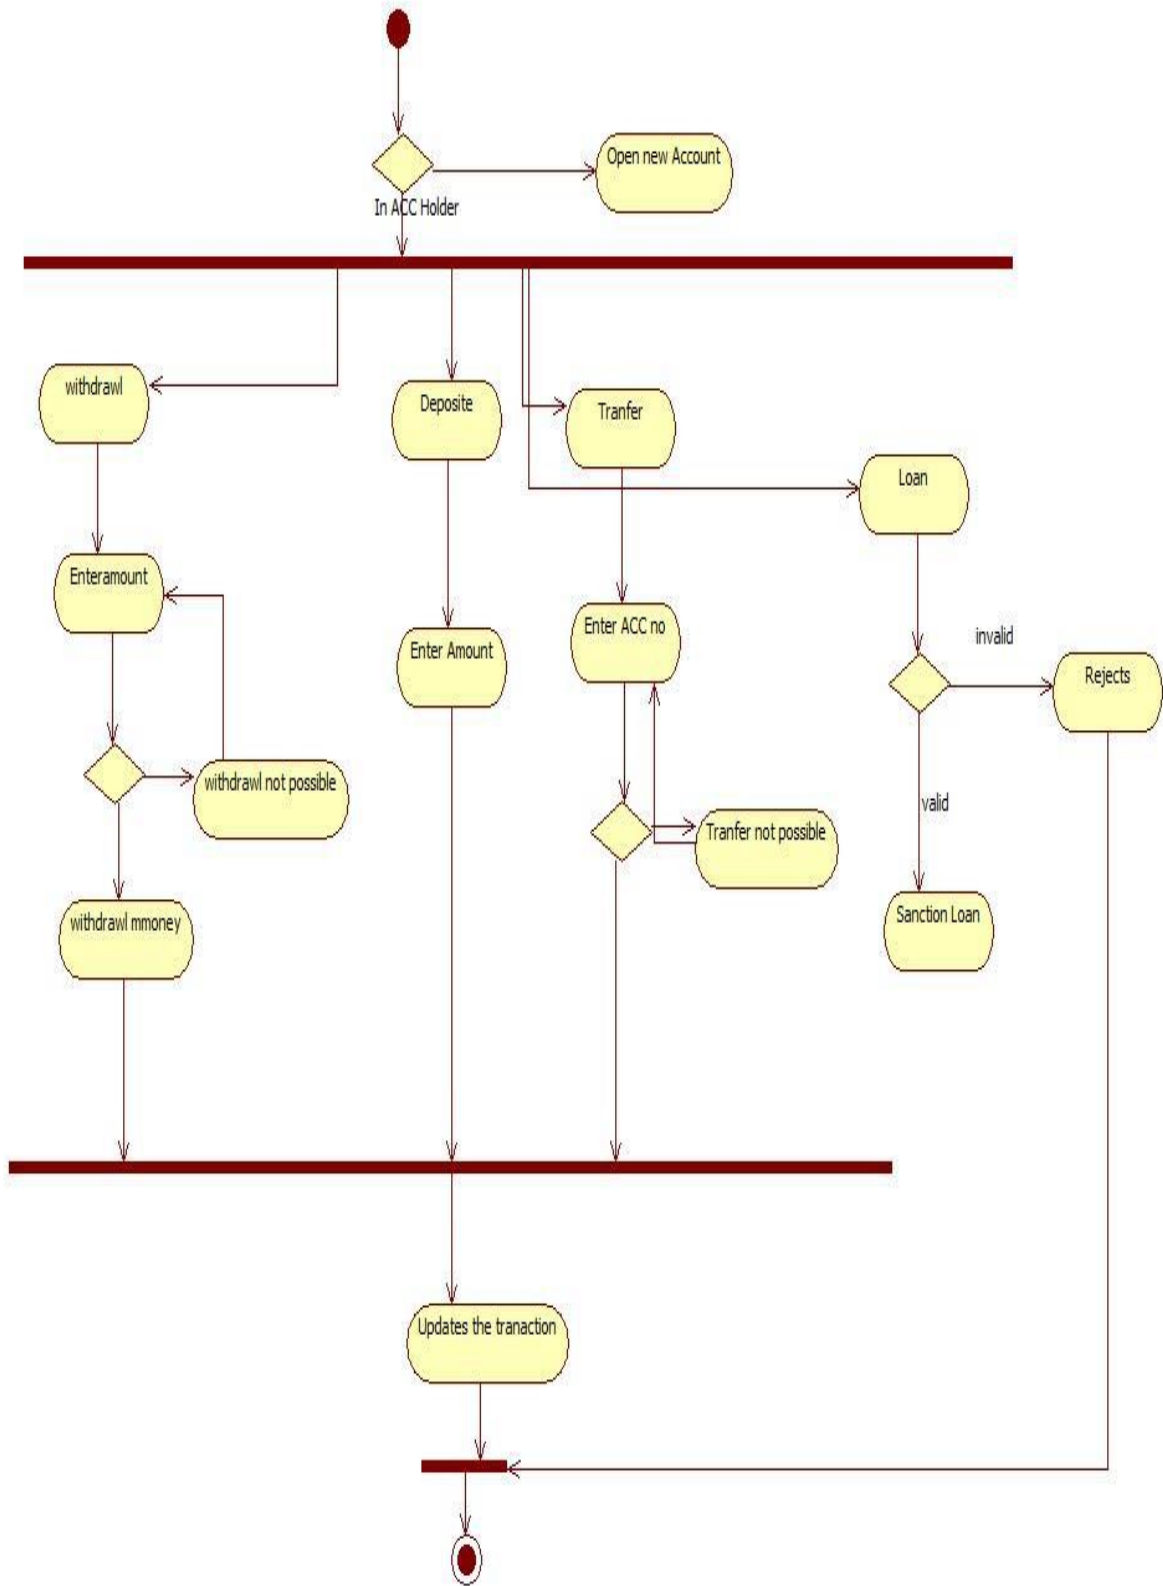 Open new Account
In ACC Holder
withdrawl
Deposite
Tranfer
Loan
Enteramount
Enter Amount
Enter ACC no
invalid
Rejects
withdrawl not possible
Tranfer not possible
valid
withdrawl mmoney
Sanction Loan
Updates the tranaction